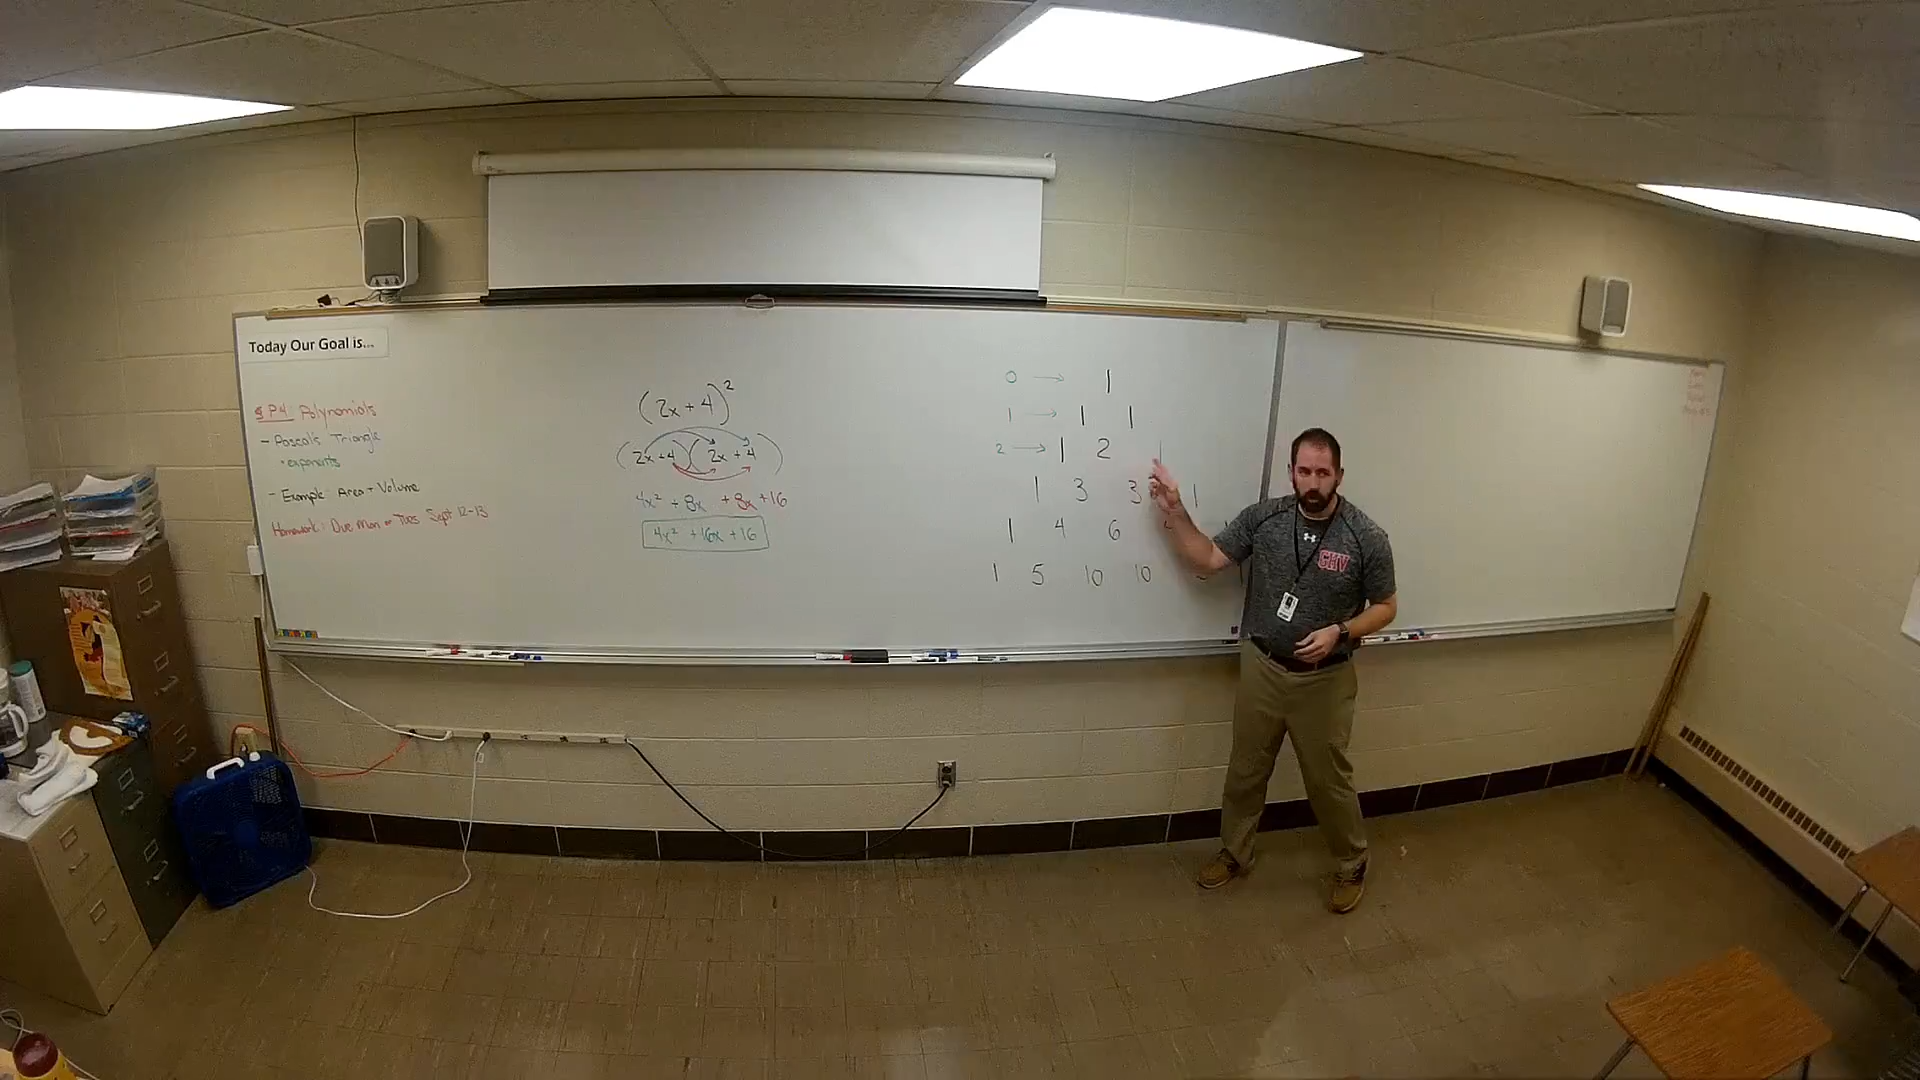 Today Our Goal is...
§ P.4: Polynomials
- Pascal's Triangle
• exponents
- Example: Area + Volume
Homework: Due Mon or Tues Sept 12-13
(2x + 4)²
(2x+4)(2x+4)
4x² + 8x + 8x + 16
4x² + 16x + 16
0 → 1
1 → 1 1
2 → 1 2 1
1 3 3 1
1 4 6 4
1 5 10 10
GMV